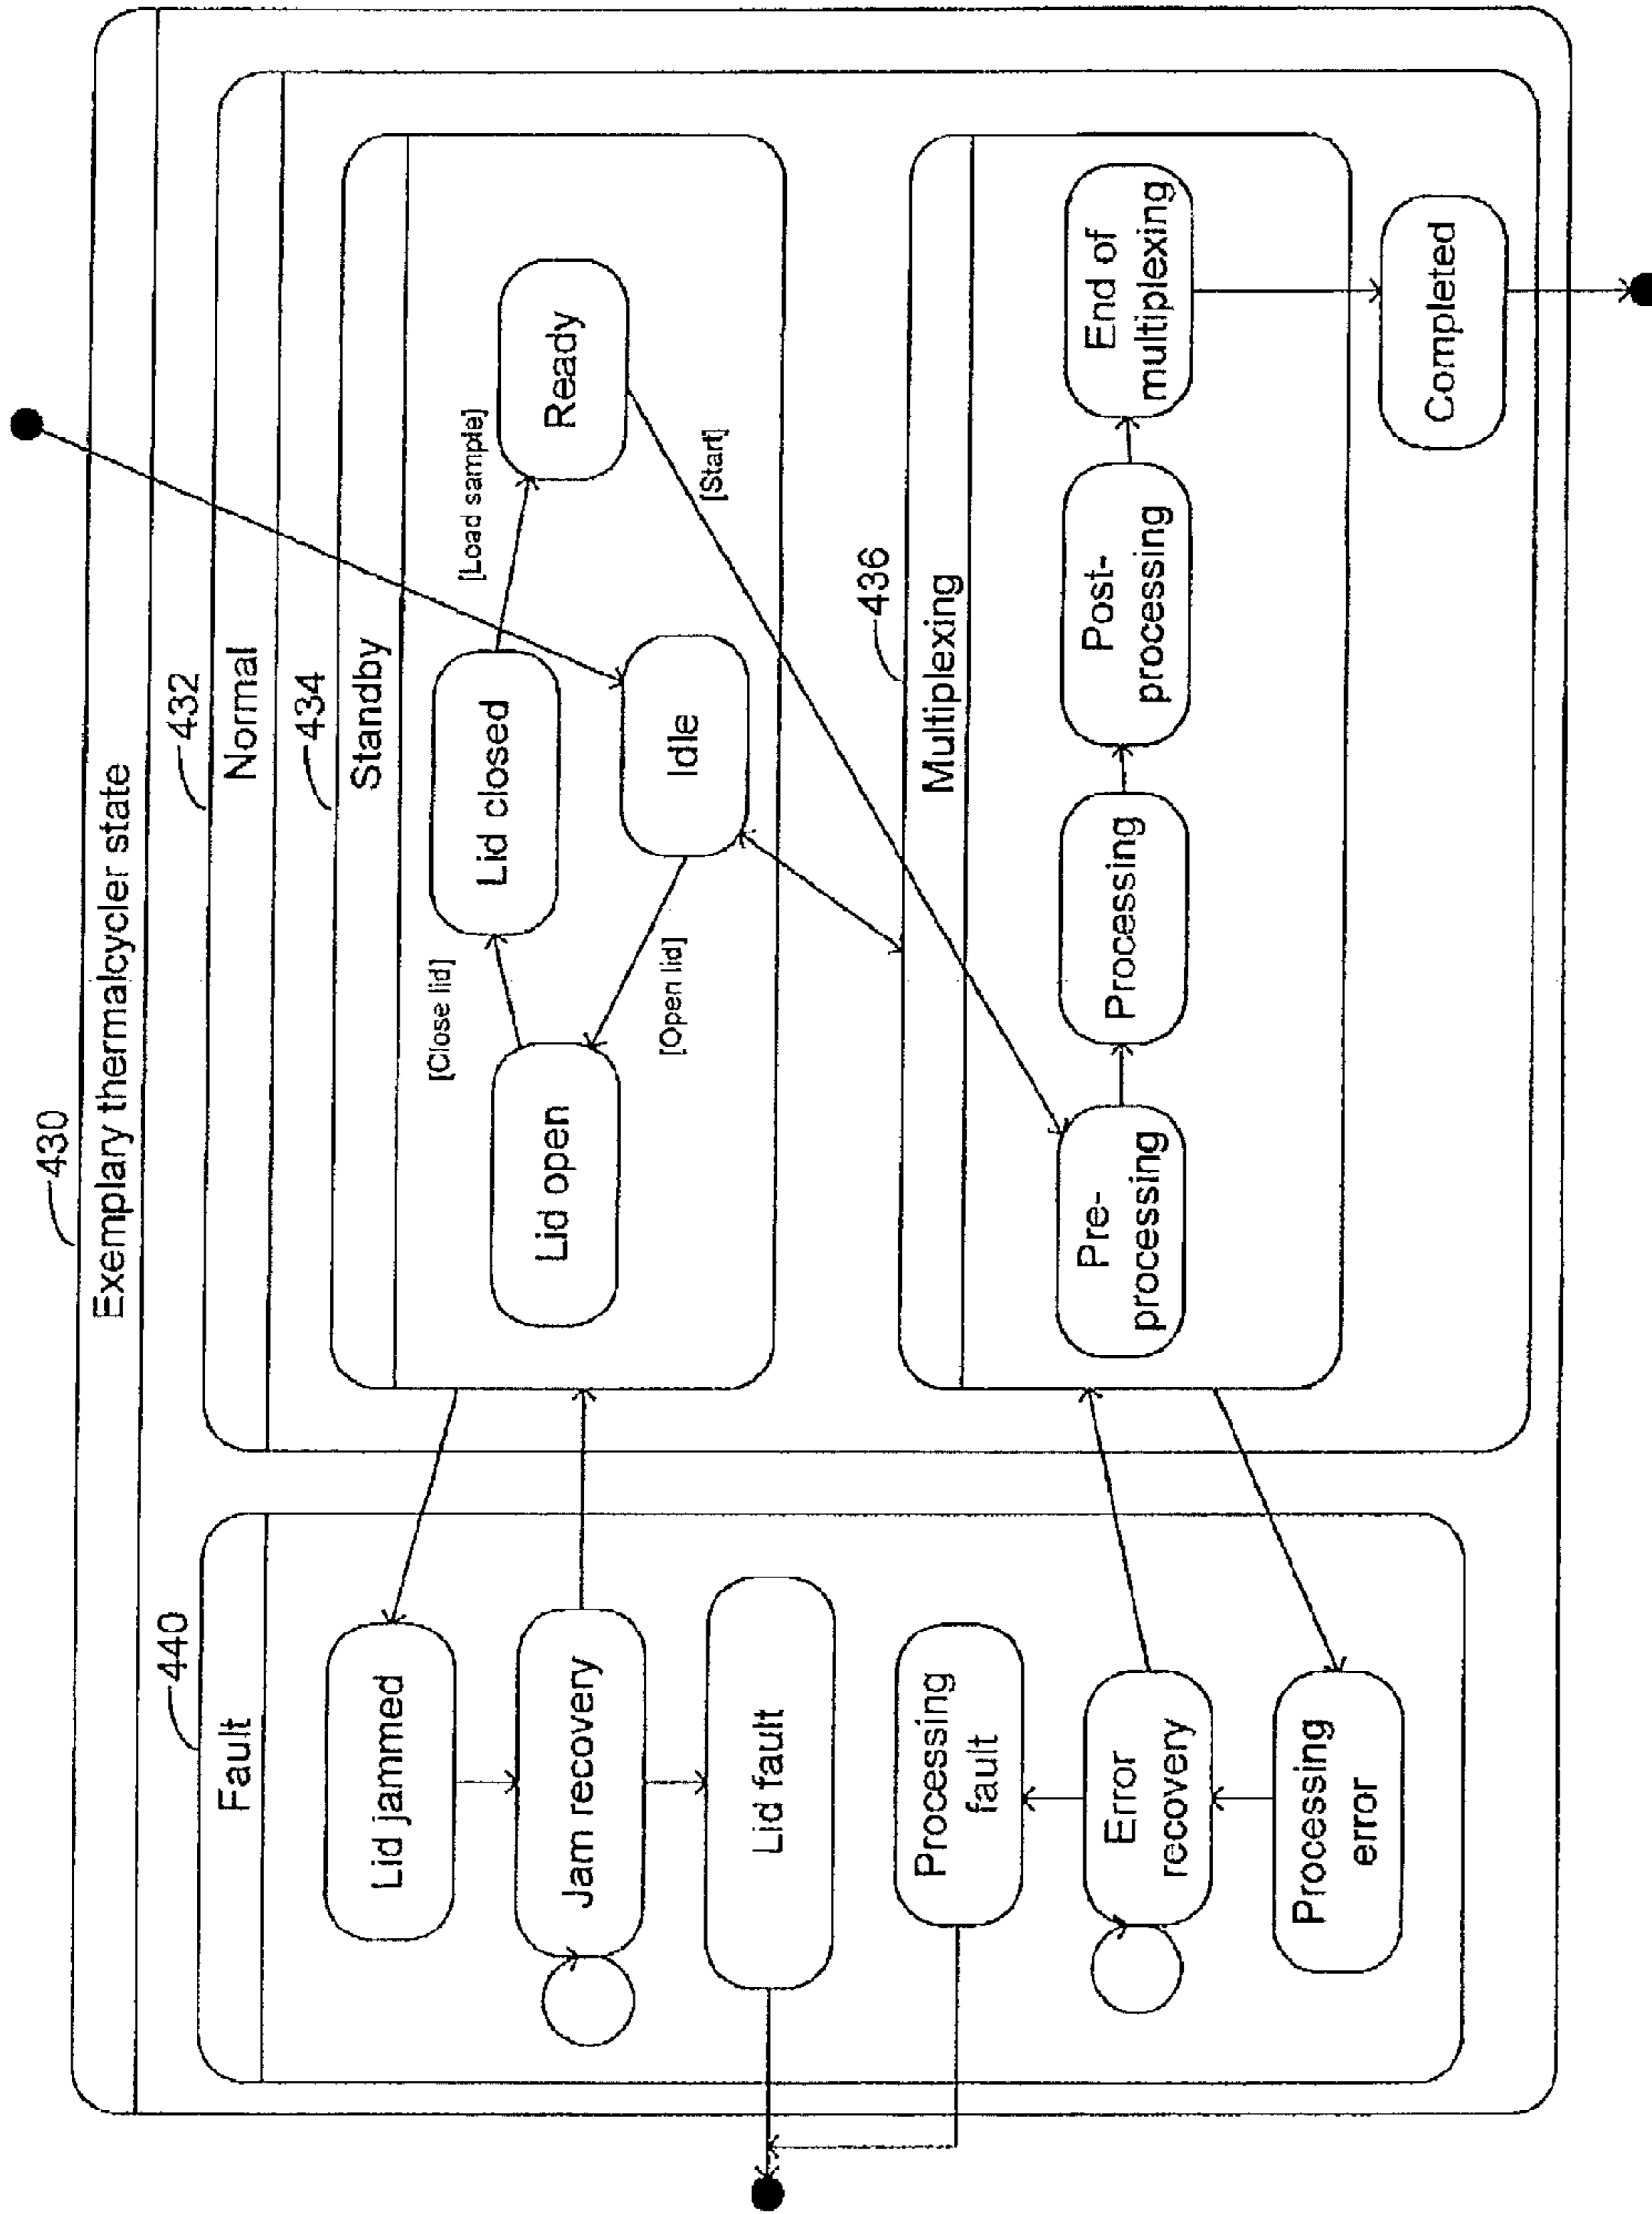 430
Exemplary thermalcycler state
440
Fault
Lid jammed
Jam recovery
Lid fault
Processing
fault
Error
recovery
Processing
error
432
Normal
434
Standby
Lid open
[Close lid]
[Open lid]
Lid closed
Idle
[Load sample]
Ready
[Start]
436
Multiplexing
Pre-
processing
Processing
Post-
processing
End of
multiplexing
Completed